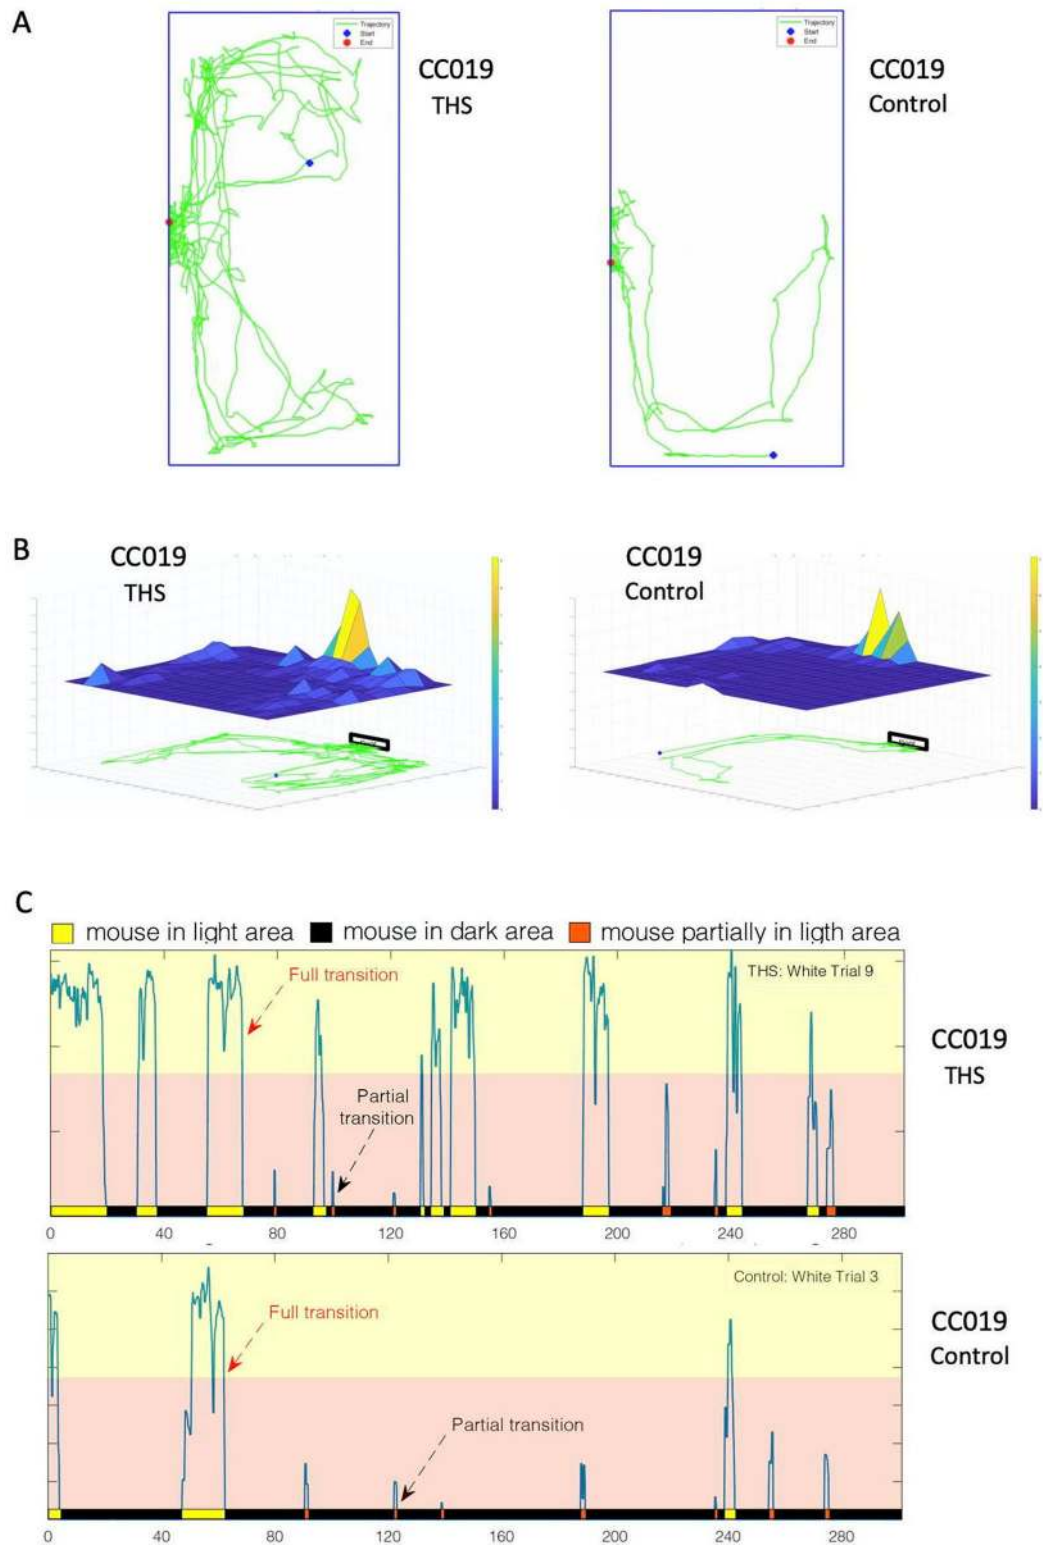 A
Trajectory
Start
End
CC019
THS
Trajectory
Start
End
CC019
Control
B
CC019
THS
CC019
Control
C
mouse in light area
mouse in dark area
mouse partially in ligth area
Full transition
THS: White Trial 9
Partial
transition
CC019
THS
0 40 80 120 160 200 240 280
Control: White Trial 3
Full transition
Partial transition
CC019
Control
0 40 80 120 160 200 240 280